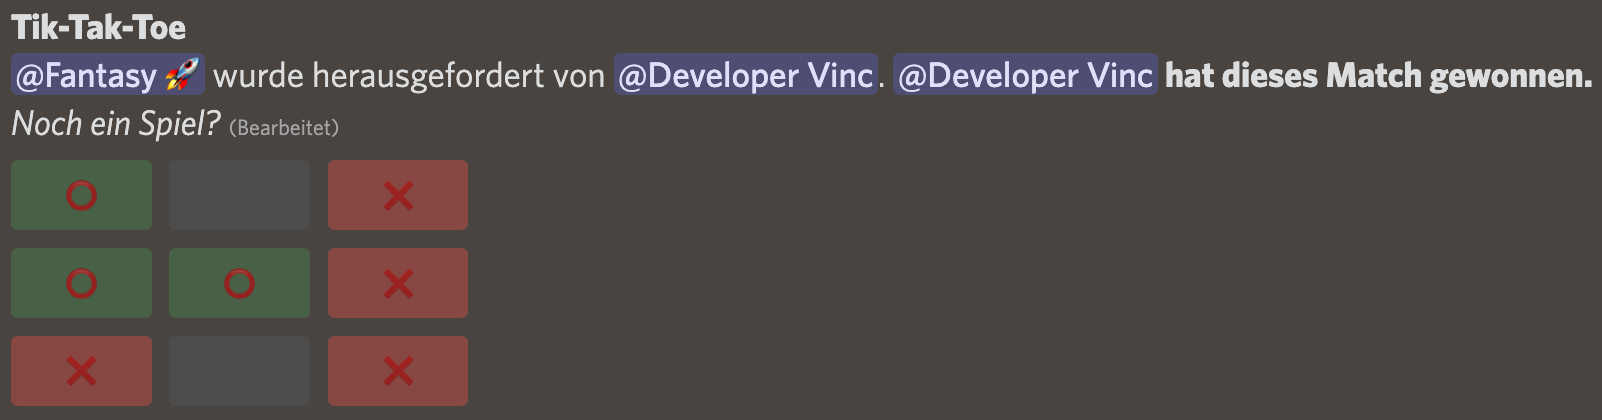 Tik-Tak-Toe
@Fantasy 🚀 wurde herausgefordert von @Developer Vinc. @Developer Vinc hat dieses Match gewonnen.
Noch ein Spiel? (Bearbeitet)
⭕ ❌
⭕ ⭕ ❌
❌ ❌